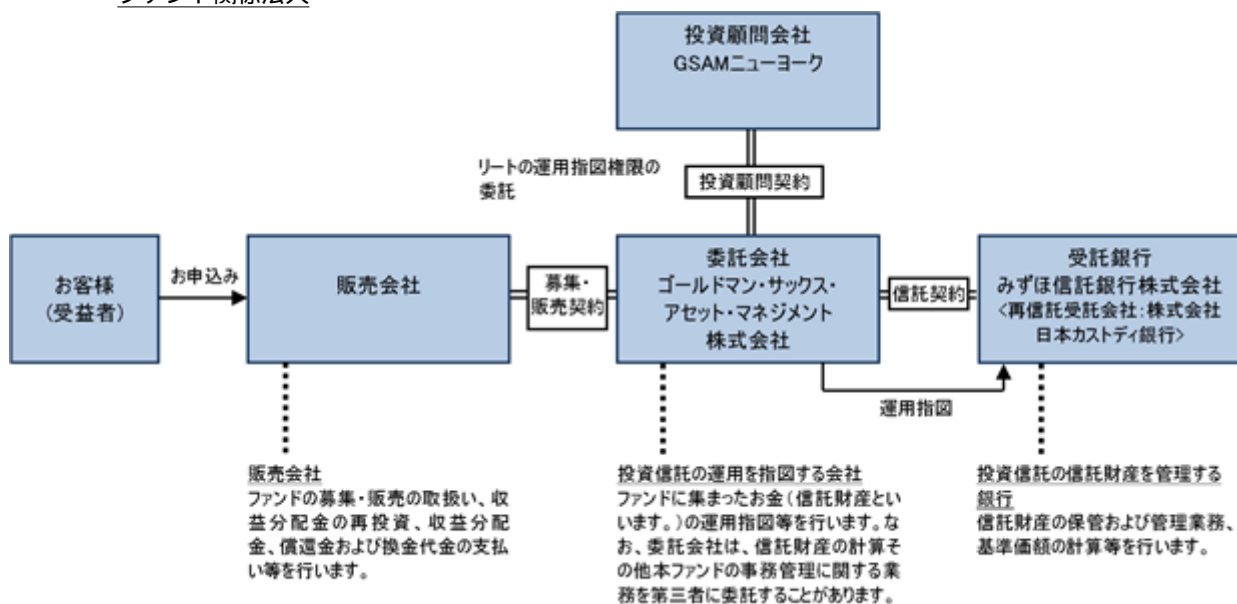 投資顧問会社
GSAMニューヨーク
リートの運用指図権限の
委託
投資顧問契約
お客様
(受益者)
お申込み
販売会社
募集・
販売契約
委託会社
ゴールドマン・サックス・
アセット・マネジメント
株式会社
信託契約
受託銀行
みずほ信託銀行株式会社
<再信託受託会社:株式会社
日本カストディ銀行>
運用指図
販売会社
ファンドの募集・販売の取扱い、収
益分配金の再投資、収益分配
金、償還金および換金代金の支払
い等を行います。
投資信託の運用を指図する会社
ファンドに集まったお金(信託財産とい
います。)の運用指図等を行います。な
お、委託会社は、信託財産の計算そ
の他本ファンドの事務管理に関する業
務を第三者に委託することがあります。
投資信託の信託財産を管理する
銀行
信託財産の保管および管理業務、
基準価額の計算等を行います。